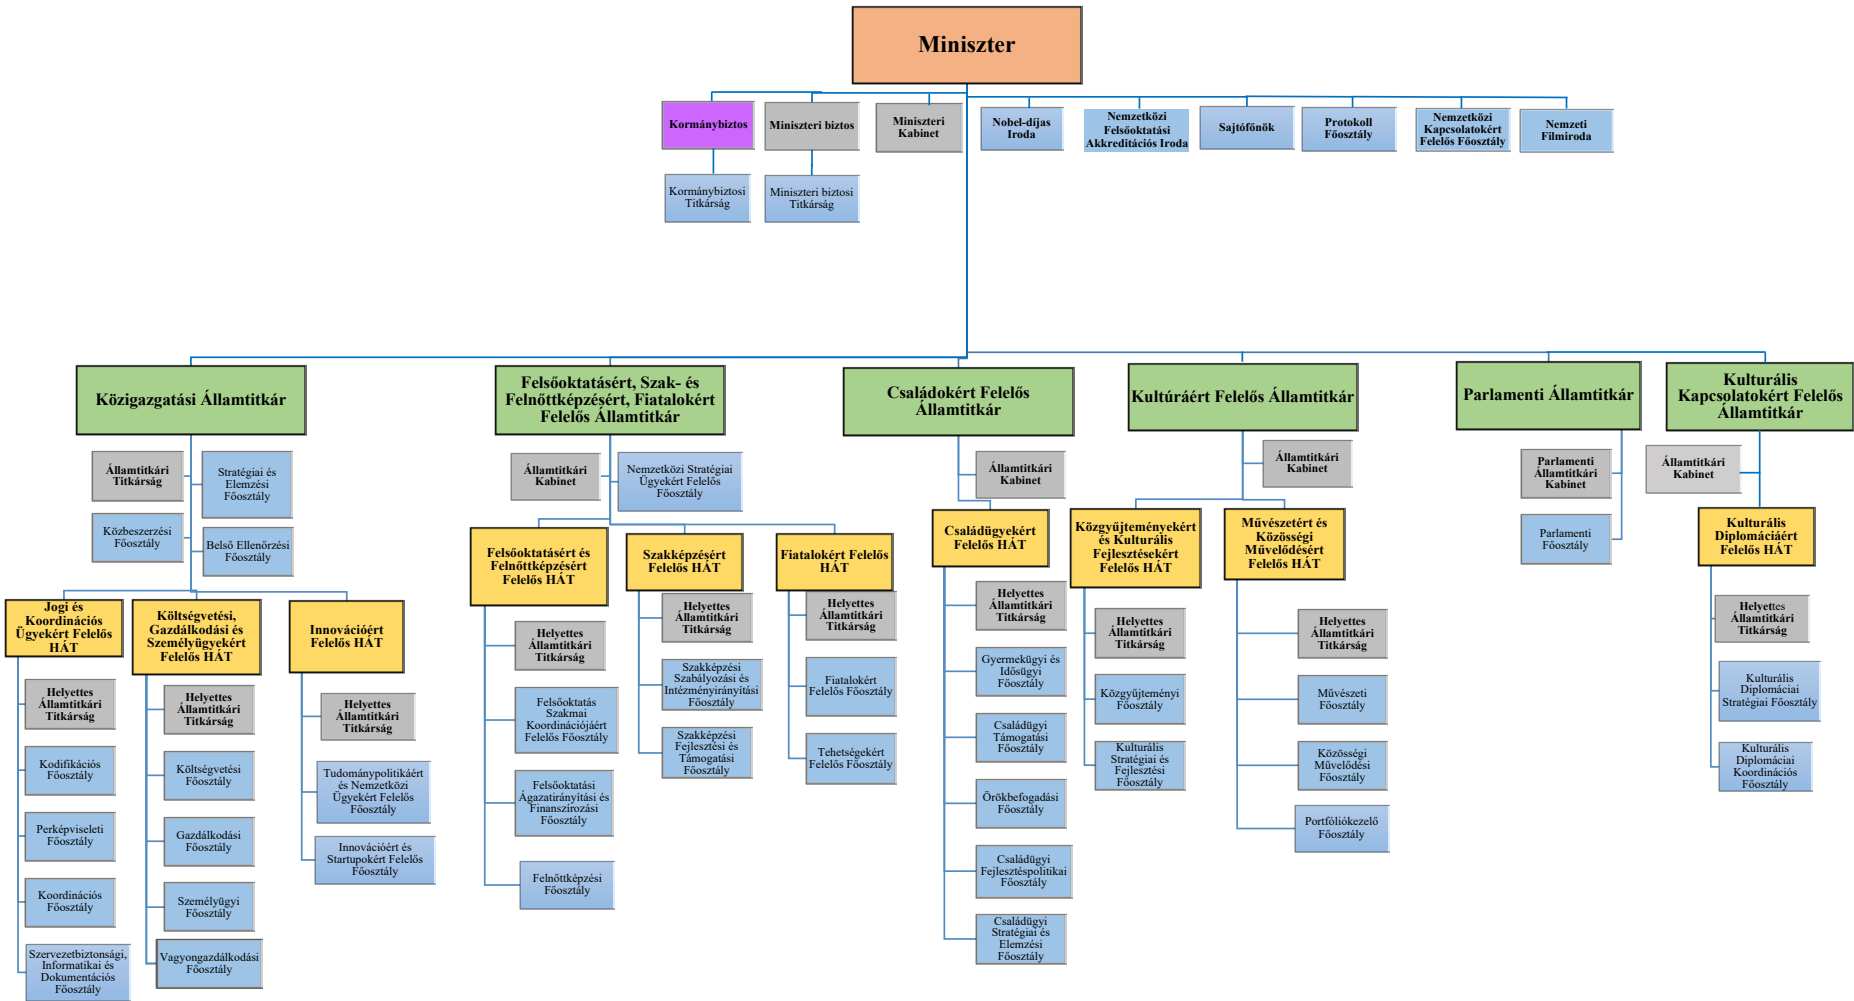 Miniszter
Kormánybiztos
Miniszteri biztos
Miniszteri
Kabinet
Nobel-díjas
Iroda
Nemzetközi
Felsőoktatási
Akkreditációs Iroda
Sajtófőnök
Protokoll
Főosztály
Nemzetközi
Kapcsolatokért
Felelős Főosztály
Nemzeti
Filmiroda
Kormánybiztosi
Titkárság
Miniszteri biztosi
Titkárság
Közigazgatási Államtitkár
Felsőoktatásért, Szak- és
Felnőttképzésért, Fiatalokért
Felelős Államtitkár
Családokért Felelős
Államtitkár
Kultúráért Felelős Államtitkár
Parlamenti Államtitkár
Kulturális
Kapcsolatokért Felelős
Államtitkár
Államtitkári
Titkárság
Stratégiai és
Elemzési
Főosztály
Közbeszerzési
Főosztály
Belső Ellenőrzési
Főosztály
Jogi és
Koordinációs
Ügyekért Felelős
HÁT
Helyettes
Államtitkári
Titkárság
Kodifikációs
Főosztály
Perképviseleti
Főosztály
Koordinációs
Főosztály
Szervezetbiztonsági,
Informatikai és
Dokumentációs
Főosztály
Költségvetési,
Gazdálkodási és
Személyügyekért
Felelős HÁT
Helyettes
Államtitkári
Titkárság
Költségvetési
Főosztály
Gazdálkodási
Főosztály
Személyügyi
Főosztály
Vagyongazdálkodási
Főosztály
Innovációért
Felelős HÁT
Helyettes
Államtitkári
Titkárság
Tudománypolitikáért
és Nemzetközi
Ügyekért Felelős
Főosztály
Innovációért és
Startupokért Felelős
Főosztály
Államtitkári
Kabinet
Nemzetközi Stratégiai
Ügyekért Felelős
Főosztály
Felsőoktatásért és
Felnőttképzésért
Felelős HÁT
Helyettes
Államtitkári
Titkárság
Felsőoktatás
Szakmai
Koordinációjáért
Felelős Főosztály
Felsőoktatási
Ágazatirányítási és
Finanszírozási
Főosztály
Felnőttképzési
Főosztály
Szakképzésért
Felelős HÁT
Helyettes
Államtitkári
Titkárság
Szakképzési
Szabályozási és
Intézményirányítási
Főosztály
Szakképzési
Fejlesztési és
Támogatási
Főosztály
Fiatalokért Felelős
HÁT
Helyettes
Államtitkári
Titkárság
Fiatalokért
Felelős Főosztály
Tehetségekért
Felelős Főosztály
Államtitkári
Kabinet
Családügyekért
Felelős HÁT
Helyettes
Államtitkári
Titkárság
Gyermekügyi és
Idősügyi
Főosztály
Családügyi
Támogatási
Főosztály
Örökbefogadási
Főosztály
Családügyi
Fejlesztéspolitikai
Főosztály
Családügyi
Stratégiai és
Elemzési
Főosztály
Államtitkári
Kabinet
Közgyűjteményekért
és Kulturális
Fejlesztésekért
Felelős HÁT
Helyettes
Államtitkári
Titkárság
Közgyűjteményi
Főosztály
Kulturális
Stratégiai és
Fejlesztési
Főosztály
Művészetért és
Közösségi
Művelődésért
Felelős HÁT
Helyettes
Államtitkári
Titkárság
Művészeti
Főosztály
Közösségi
Művelődési
Főosztály
Portfóliókezelő
Főosztály
Parlamenti
Államtitkári
Kabinet
Parlamenti
Főosztály
Államtitkári
Kabinet
Kulturális
Diplomáciáért
Felelős HÁT
Helyettes
Államtitkári
Titkárság
Kulturális
Diplomáciai
Stratégiai Főosztály
Kulturális
Diplomáciai
Koordinációs
Főosztály